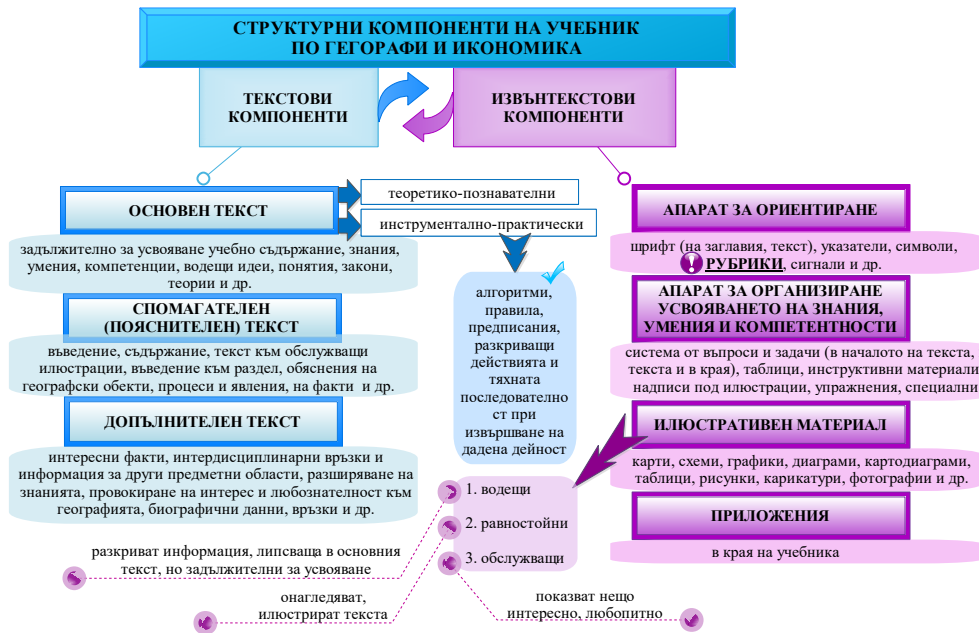 СТРУКТУРНИ КОМПОНЕНТИ НА УЧЕБНИК
ПО ГЕГОРАФИ И ИКОНОМИКА
ТЕКСТОВИ
КОМПОНЕНТИ
ИЗВЪНТЕКСТОВИ
КОМПОНЕНТИ
ОСНОВЕН ТЕКСТ
задължително за усвояване учебно съдържание, знания,
умения, компетенции, водещи идеи, понятия, закони,
теории и др.
теоретико-познавателни
инструментално-практически
алгоритми,
правила,
предписания,
разкриващи
действията и
тяхната
последователно
ст при
извършване на
дадена дейност
СПОМАГАТЕЛЕН
(ПОЯСНИТЕЛЕН) ТЕКСТ
въведение, съдържание, текст към обслужващи
илюстрации, въведение към раздел, обяснения на
географски обекти, процеси и явления, на факти и др.
ДОПЪЛНИТЕЛЕН ТЕКСТ
интересни факти, интердисциплинарни връзки и
информация за други предметни области, разширяване на
знанията, провокиране на интерес и любознателност към
географията, биографични данни, връзки и др.
АПАРАТ ЗА ОРИЕНТИРАНЕ
шрифт (на заглавия, текст), указатели, символи,
РУБРИКИ, сигнали и др.
АПАРАТ ЗА ОРГАНИЗИРАНЕ
УСВОЯВАНЕТО НА ЗНАНИЯ,
УМЕНИЯ И КОМПЕТЕНТНОСТИ
система от въпроси и задачи (в началото на текста,
текста и в края), таблици, инструктивни материали
надписи под илюстрации, упражнения, специални
ИЛЮСТРАТИВЕН МАТЕРИАЛ
карти, схеми, графики, диаграми, картодиаграми,
таблици, рисунки, карикатури, фотографии и др.
ПРИЛОЖЕНИЯ
в края на учебника
1. водещи
2. равностойни
3. обслужващи
разкриват информация, липсваща в основния
текст, но задължителни за усвояване
онагледяват,
илюстрират текста
показват нещо
интересно, любопитно